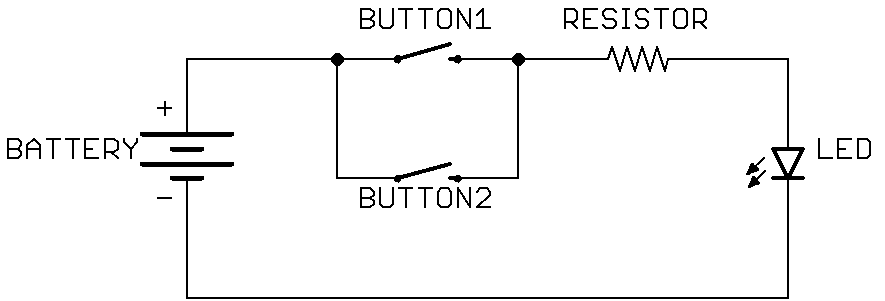 BUTTON1
RESISTOR
+
BATTERY
LED
-
BUTTON2